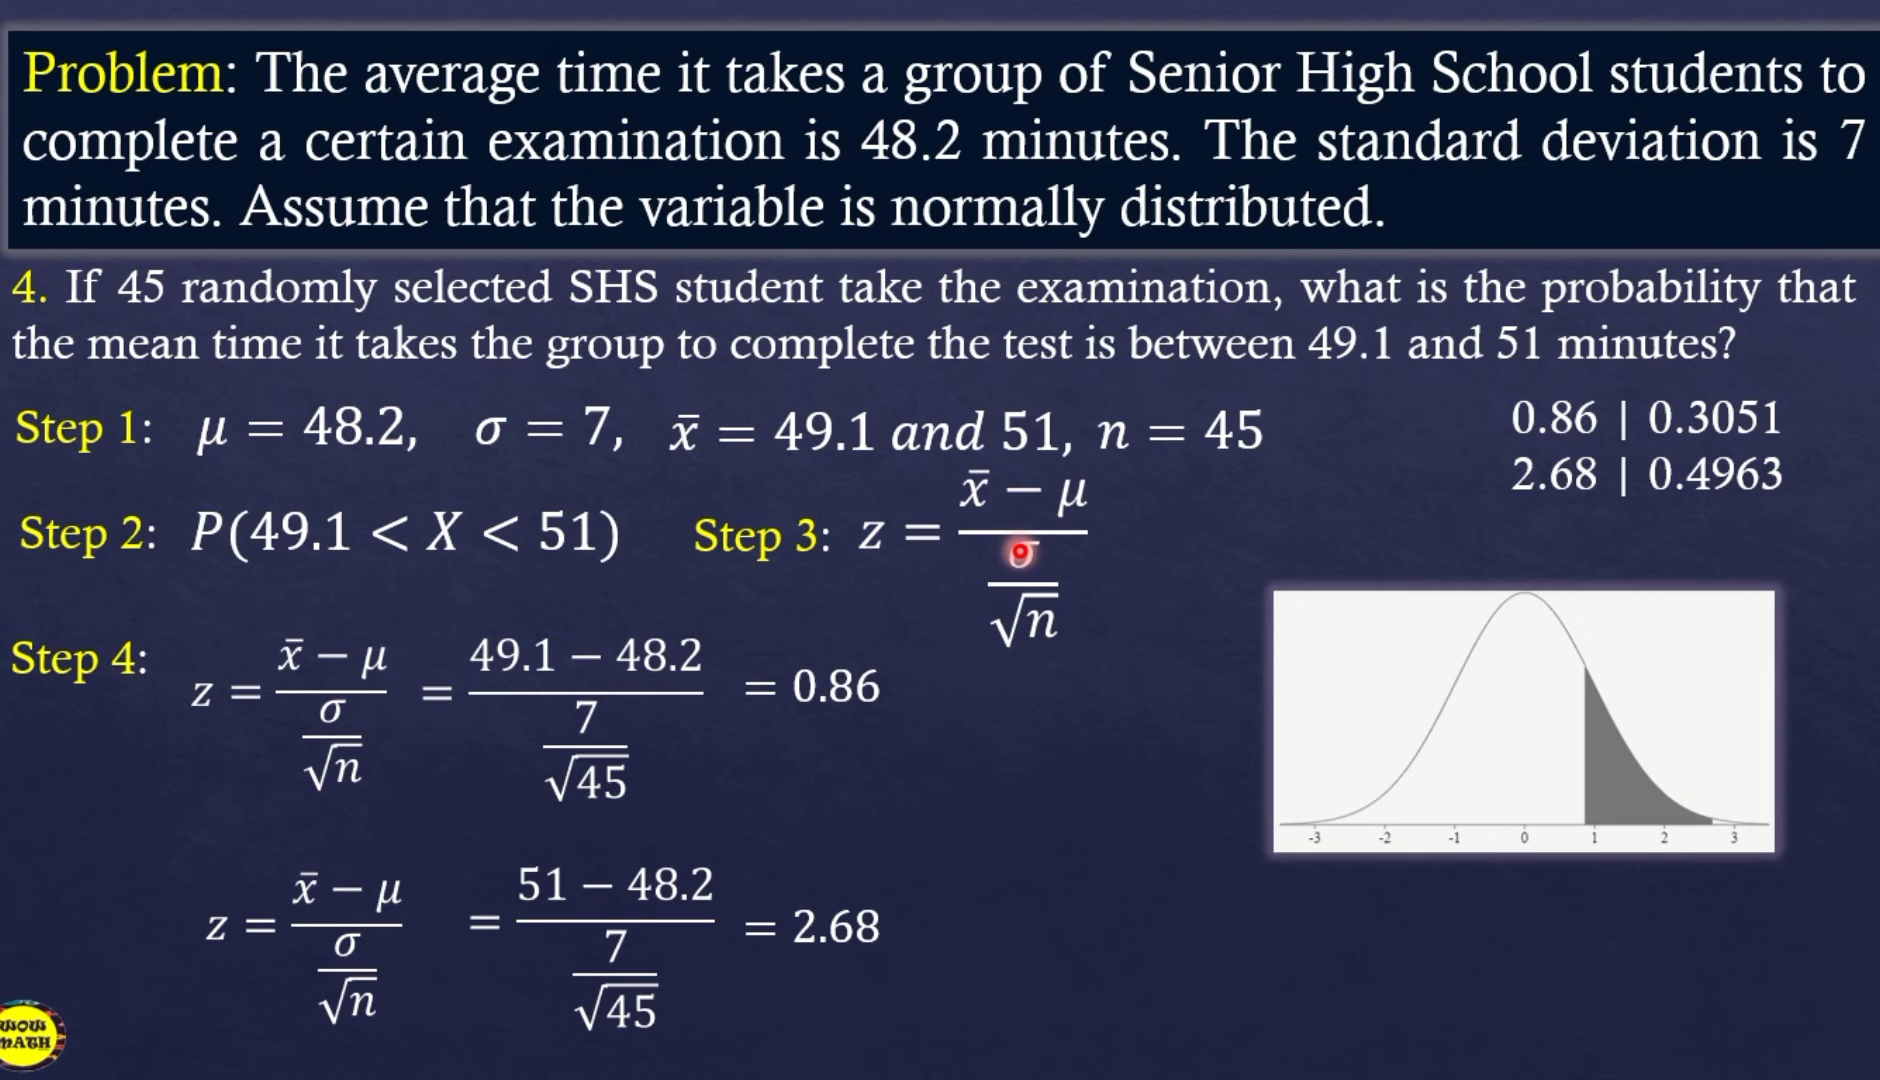 Problem: The average time it takes a group of Senior High School students to
complete a certain examination is 48.2 minutes. The standard deviation is 7
minutes. Assume that the variable is normally distributed.
4. If 45 randomly selected SHS student take the examination, what is the probability that
the mean time it takes the group to complete the test is between 49.1 and 51 minutes?
Step 1: μ = 48.2, σ = 7, x̄ = 49.1 and 51, n = 45
0.86 | 0.3051
2.68 | 0.4963
Step 2: P(49.1 < X < 51)
Step 3: z = (x̄ − μ)/(σ/√n)
Step 4: z = (x̄ − μ)/(σ/√n) = (49.1 − 48.2)/(7/√45) = 0.86
z = (x̄ − μ)/(σ/√n) = (51 − 48.2)/(7/√45) = 2.68
-3 -2 -1 0 1 2 3
WOW
MATH